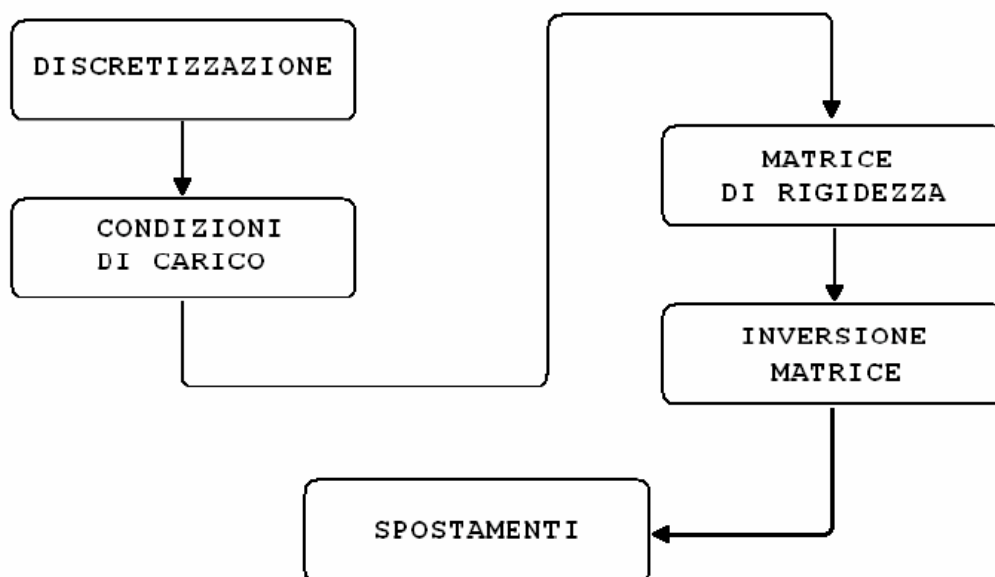 DISCRETIZZAZIONE
CONDIZIONI
DI CARICO
MATRICE
DI RIGIDEZZA
INVERSIONE
MATRICE
SPOSTAMENTI